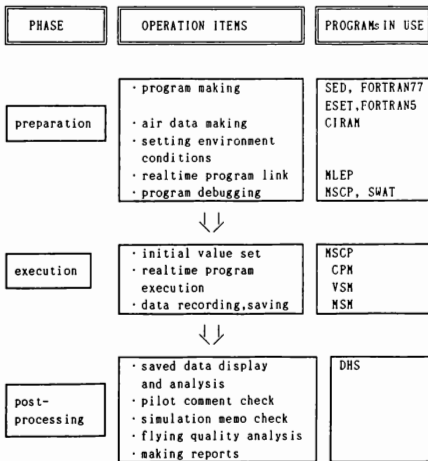 PHASE OPERATION ITEMS PROGRAMs IN USE
preparation
· program making SED, FORTRAN77
ESET,FORTRAN5
· air data making CIRAM
· setting environment
conditions
· realtime program link MLEP
· program debugging MSCP, SWAT
execution
· initial value set MSCP
· realtime program CPM
execution VSM
· data recording,saving MSM
post-
processing
· saved data display DHS
and analysis
· pilot comment check
· simulation memo check
· flying quality analysis
· making reports